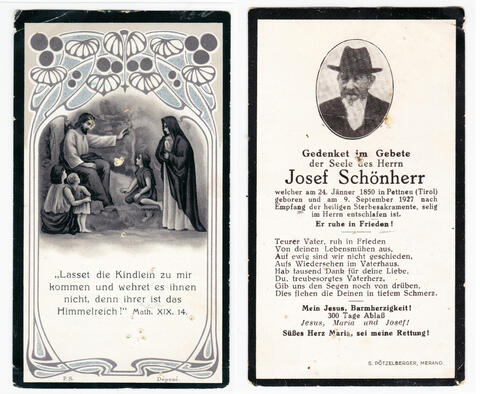 „Lasset die Kindlein zu mir
kommen und wehret es ihnen
nicht, denn ihrer ist das
Himmelreich!" Math. XIX. 14.
P. S.
Déposé.
Gedenket im Gebete
der Seele des Herrn
Josef Schönherr
welcher am 24. Jänner 1850 in Pettneu (Tirol)
geboren und am 9. September 1927 nach
Empfang der heiligen Sterbesakramente, selig
im Herrn entschlafen ist.
Er ruhe in Frieden!
Teurer Vater, ruh in Frieden
Von deinen Lebensmühen aus,
Auf ewig sind wir nicht geschieden,
Aufs Wiedersehen im Vaterhaus.
Hab tausend Dank für deine Liebe,
Du, treubesorgtes Vaterherz,
Gib uns den Segen noch von drüben,
Dies flehen die Deinen in tiefem Schmerz.
Mein Jesus, Barmherzigkeit!
300 Tage Ablaß
Jesus, Maria und Josef!
Süßes Herz Maria, sei meine Rettung!
S. PÖTZELBERGER, MERANO.